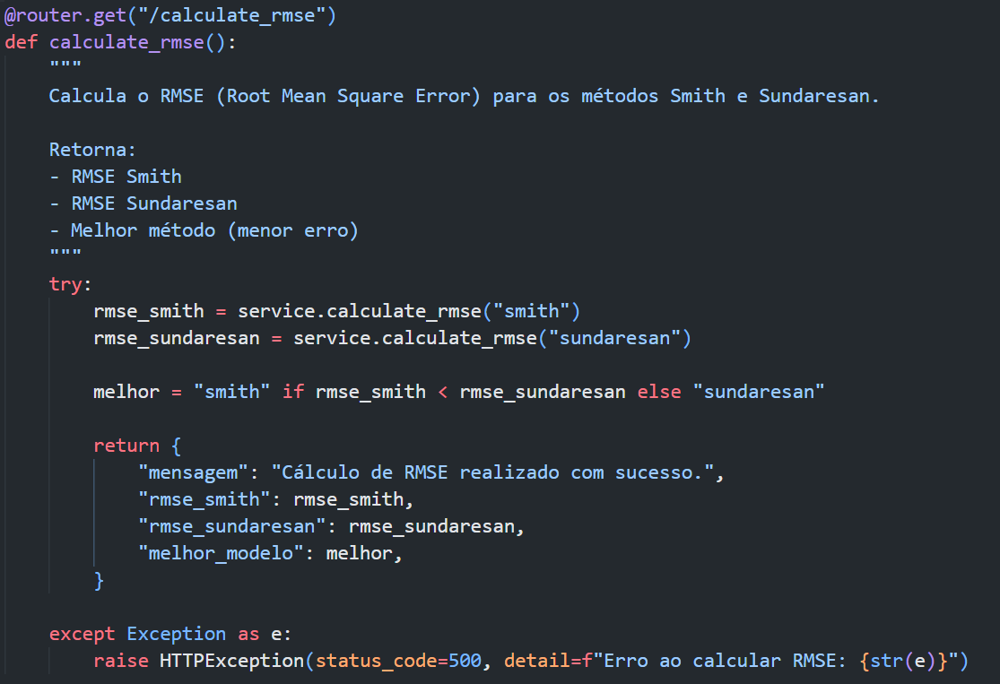 @router.get("/calculate_rmse")
def calculate_rmse():
    """
    Calcula o RMSE (Root Mean Square Error) para os métodos Smith e Sundaresan.

    Retorna:
    - RMSE Smith
    - RMSE Sundaresan
    - Melhor método (menor erro)
    """
    try:
        rmse_smith = service.calculate_rmse("smith")
        rmse_sundaresan = service.calculate_rmse("sundaresan")

        melhor = "smith" if rmse_smith < rmse_sundaresan else "sundaresan"

        return {
            "mensagem": "Cálculo de RMSE realizado com sucesso.",
            "rmse_smith": rmse_smith,
            "rmse_sundaresan": rmse_sundaresan,
            "melhor_modelo": melhor,
        }

    except Exception as e:
        raise HTTPException(status_code=500, detail=f"Erro ao calcular RMSE: {str(e)}")